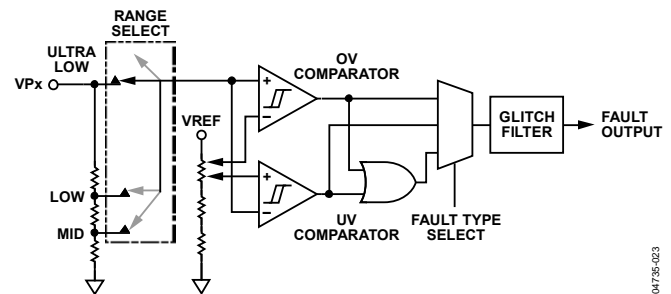 RANGE
SELECT
ULTRA
LOW
VPx
LOW
MID
VREF
+
–
OV
COMPARATOR
+
–
UV
COMPARATOR
FAULT TYPE
SELECT
GLITCH
FILTER
FAULT
OUTPUT
04735-023